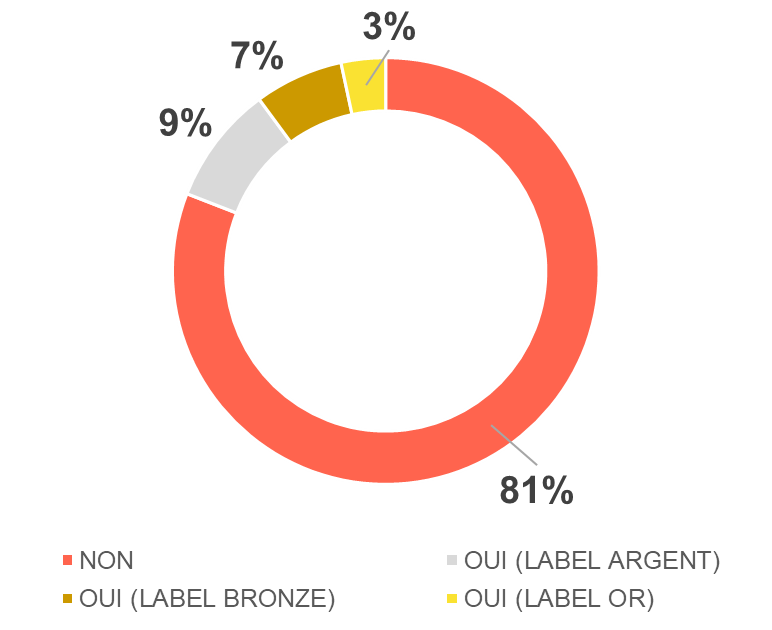 3%
7%
9%
81%
NON
OUI (LABEL ARGENT)
OUI (LABEL BRONZE)
OUI (LABEL OR)